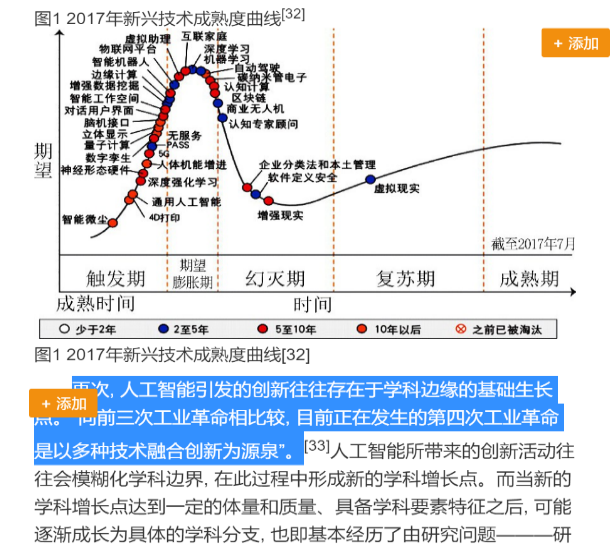 图1 2017年新兴技术成熟度曲线[32]
+ 添加
虚拟助理
互联家庭
物联网平台
深度学习
智能机器人
机器学习
边缘计算
自动驾驶
增强数据挖掘
碳纳米管电子
智能工作空间
认知计算
对话用户界面
区块链
脑机接口
商业无人机
立体显示
无服务
认知专家顾问
量子计算
PASS
数字孪生
5G
神经形态硬件
人体机能增进
深度强化学习
通用人工智能
智能微尘
4D打印
企业分类法和本土管理
软件定义安全
增强现实
虚拟现实
期望
截至2017年7月
触发期
期望膨胀期
幻灭期
复苏期
成熟期
成熟时间
时间
少于2年
2至5年
5至10年
10年以后
之前已被淘汰
图1 2017年新兴技术成熟度曲线[32]
再次, 人工智能引发的创新往往存在于学科边缘的基础生长
+ 添加
点。“同前三次工业革命相比较, 目前正在发生的第四次工业革命
是以多种技术融合创新为源泉”。[33]人工智能所带来的创新活动往
往会模糊化学科边界, 在此过程中形成新的学科增长点。而当新的
学科增长点达到一定的体量和质量、具备学科要素特征之后, 可能
逐渐成长为具体的学科分支, 也即基本经历了由研究问题———研